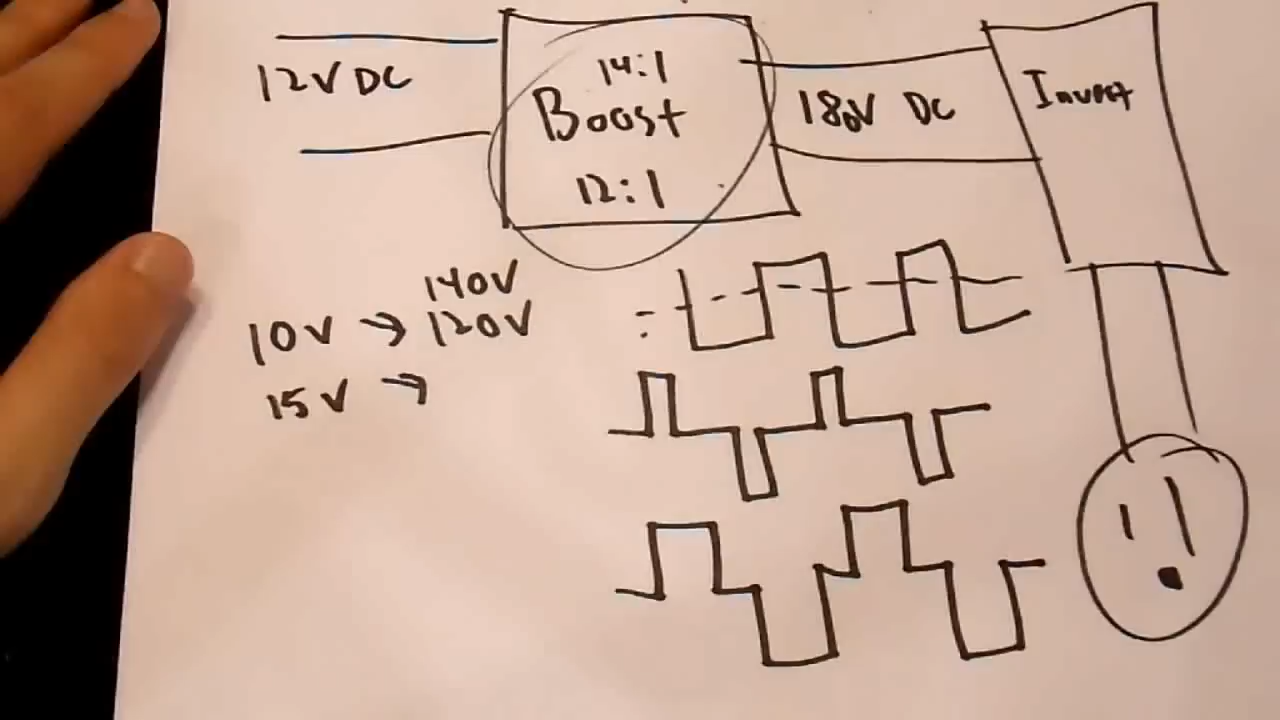 12V DC
14:1
Boost
12:1
180V DC
Invert
140V
10V → 120V
15V →